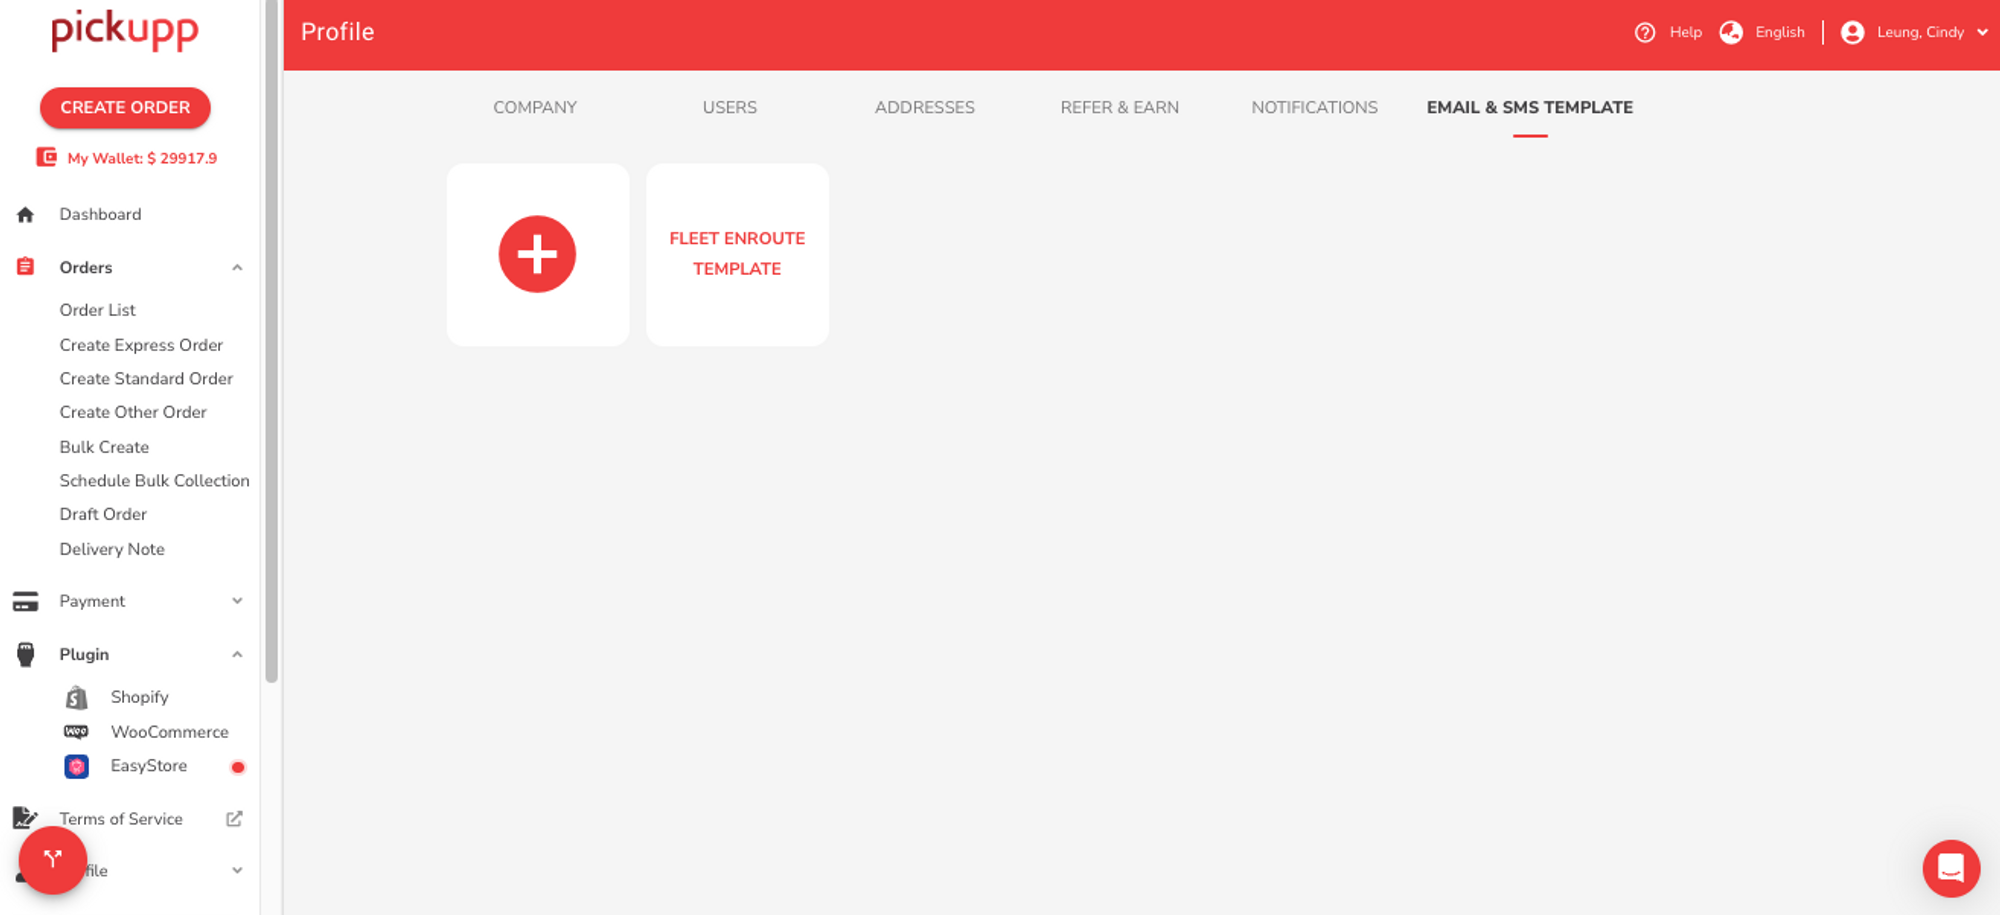 pickupp
CREATE ORDER
My Wallet: $ 29917.9
Dashboard
Orders
Order List
Create Express Order
Create Standard Order
Create Other Order
Bulk Create
Schedule Bulk Collection
Draft Order
Delivery Note
Payment
Plugin
Shopify
WooCommerce
EasyStore
Terms of Service
file
Profile
Help
English
Leung, Cindy
COMPANY
USERS
ADDRESSES
REFER & EARN
NOTIFICATIONS
EMAIL & SMS TEMPLATE
FLEET ENROUTE
TEMPLATE